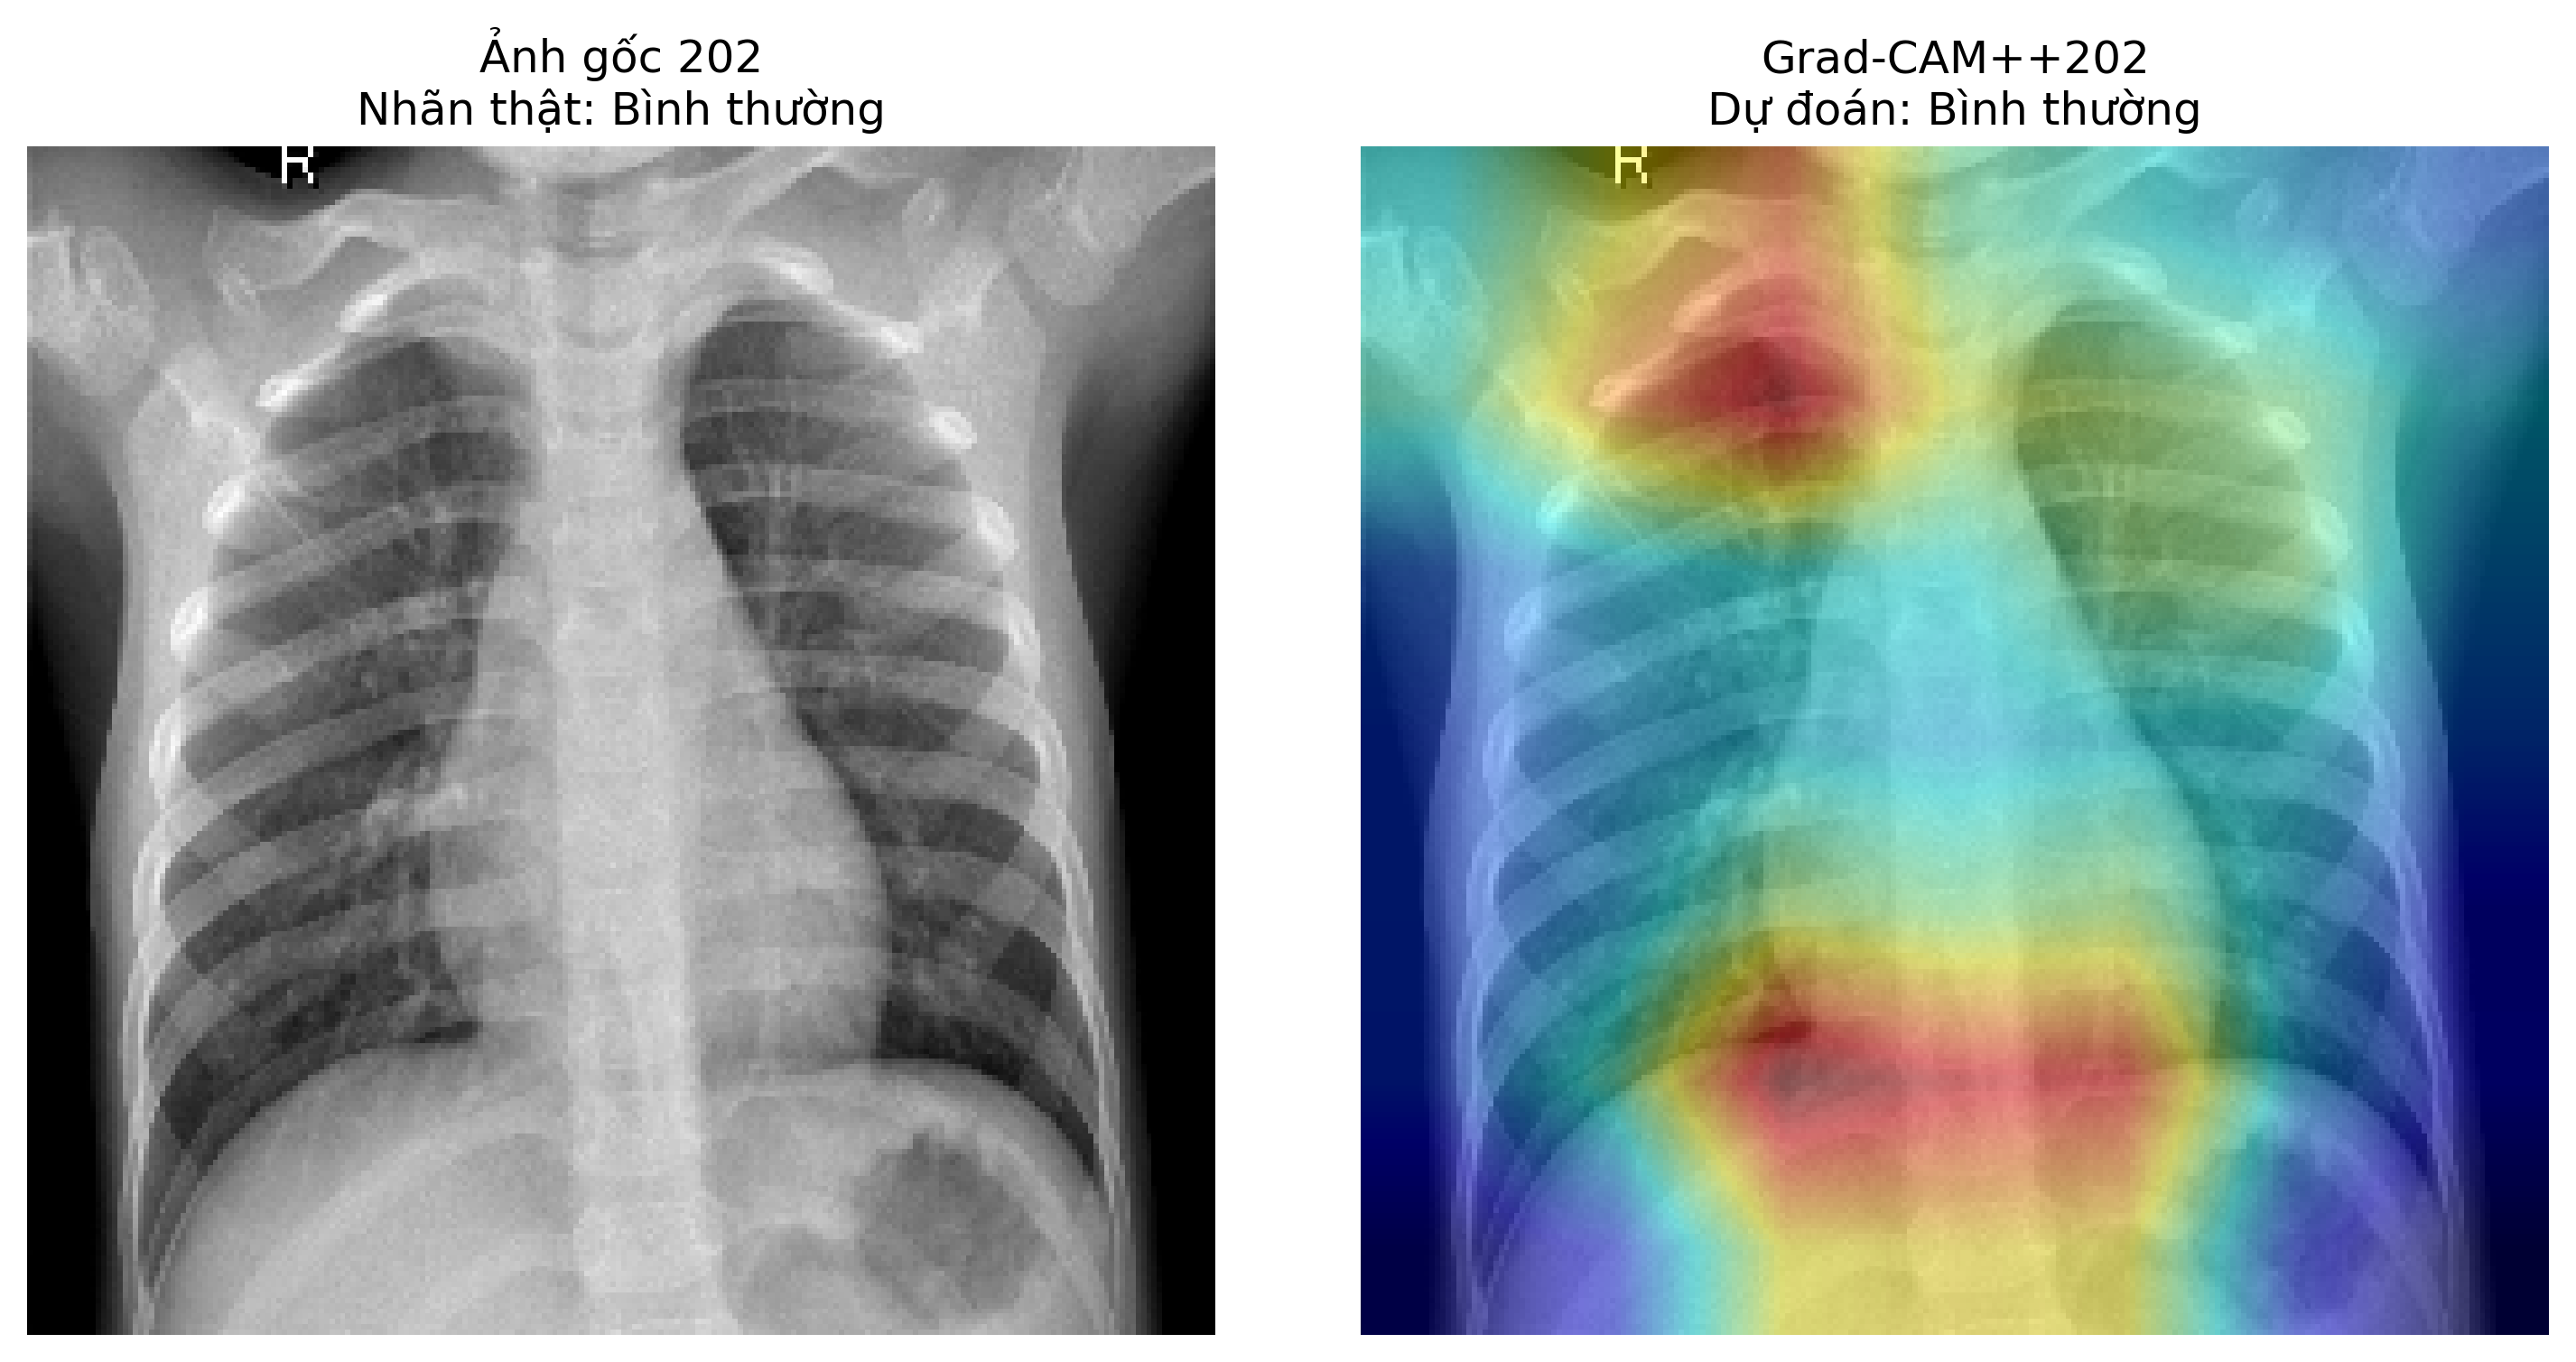 Ảnh gốc 202
Nhãn thật: Bình thường
Grad-CAM++202
Dự đoán: Bình thường
R
R